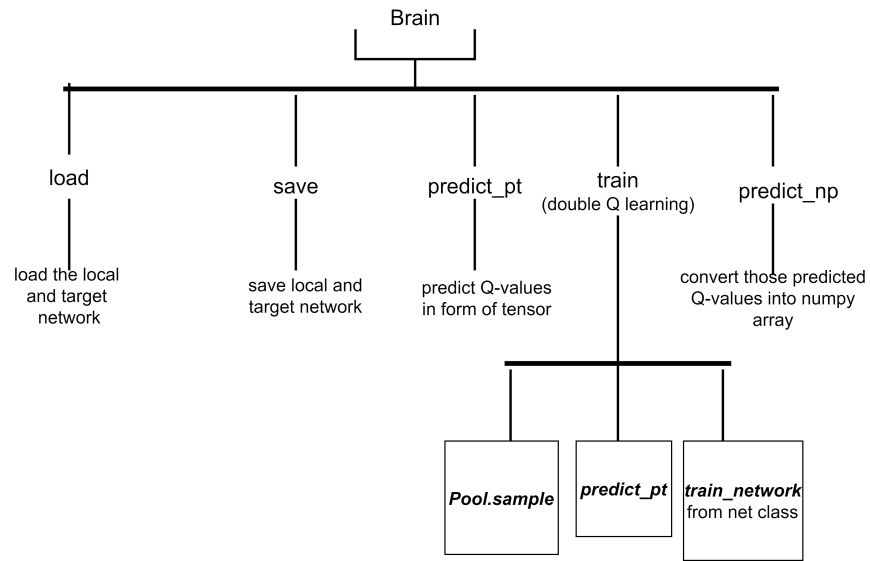 Brain
load
save
predict_pt
train
(double Q learning)
predict_np
load the local
and target
network
save local and
target network
predict Q-values
in form of tensor
convert those predicted
Q-values into numpy
array
Pool.sample
predict_pt
train_network
from net class